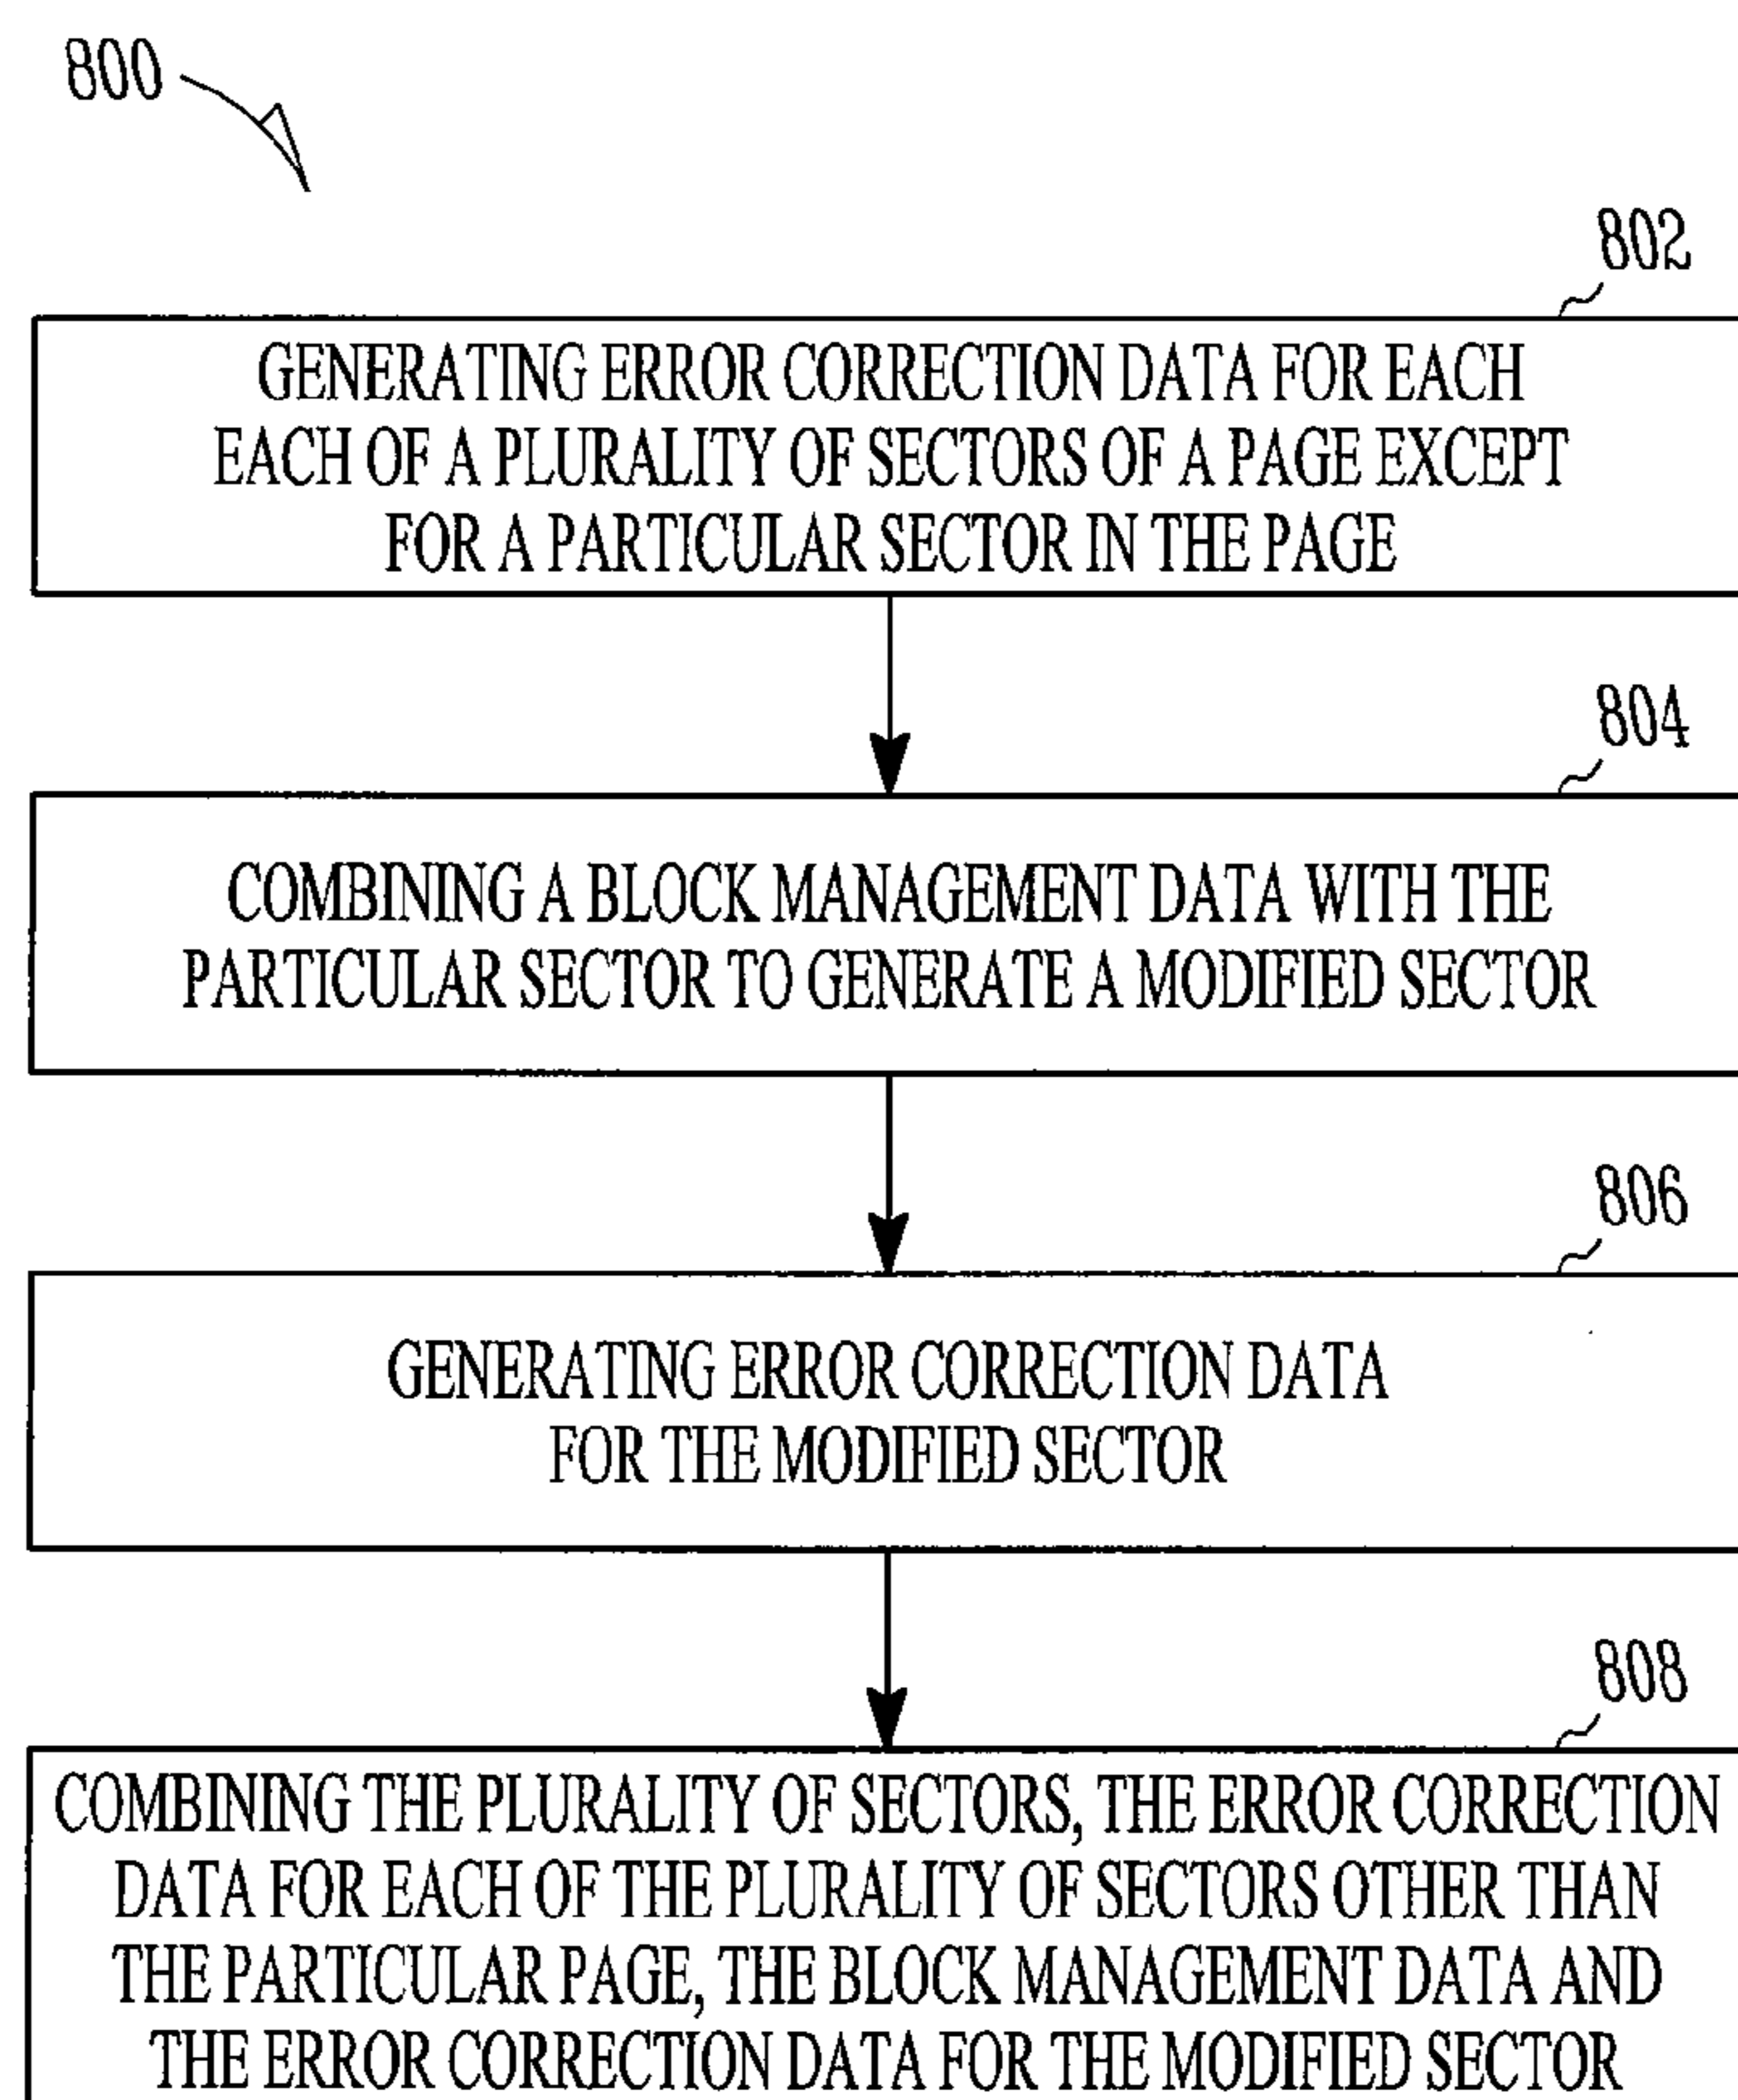 800
802
GENERATING ERROR CORRECTION DATA FOR EACH
EACH OF A PLURALITY OF SECTORS OF A PAGE EXCEPT
FOR A PARTICULAR SECTOR IN THE PAGE
804
COMBINING A BLOCK MANAGEMENT DATA WITH THE
PARTICULAR SECTOR TO GENERATE A MODIFIED SECTOR
806
GENERATING ERROR CORRECTION DATA
FOR THE MODIFIED SECTOR
808
COMBINING THE PLURALITY OF SECTORS, THE ERROR CORRECTION
DATA FOR EACH OF THE PLURALITY OF SECTORS OTHER THAN
THE PARTICULAR PAGE, THE BLOCK MANAGEMENT DATA AND
THE ERROR CORRECTION DATA FOR THE MODIFIED SECTOR